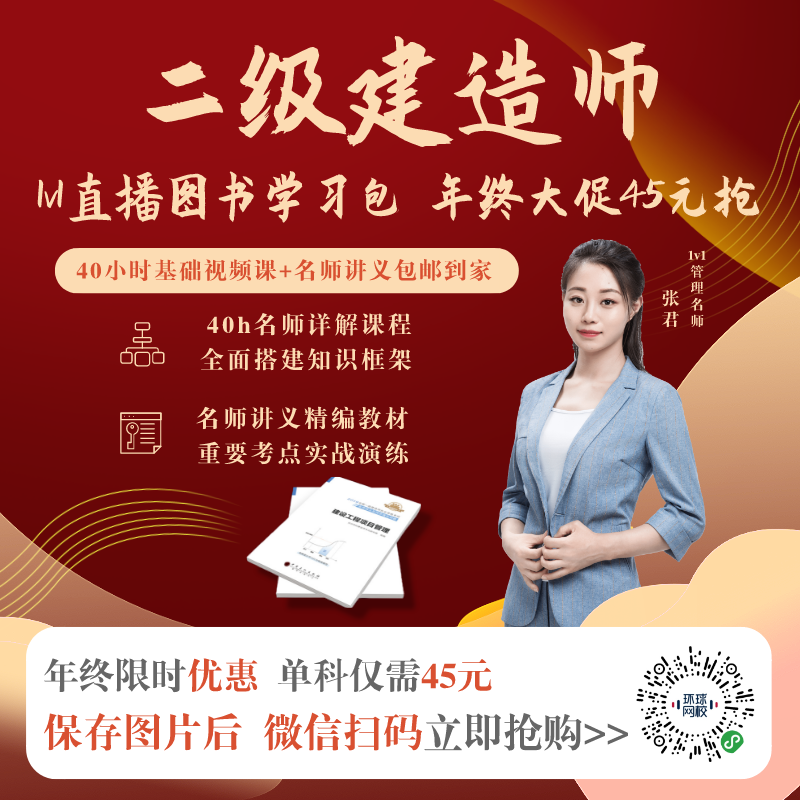 二级建造师
M直播图书学习包 年终大促45元抢
40小时基础视频课+名师讲义包邮到家
1v1管理名师
张君
40h名师详解课程
全面搭建知识框架
名师讲义精编教材
重要考点实战演练
建设工程项目管理
年终限时优惠 单科仅需45元
保存图片后 微信扫码立即抢购>>
环球
网校